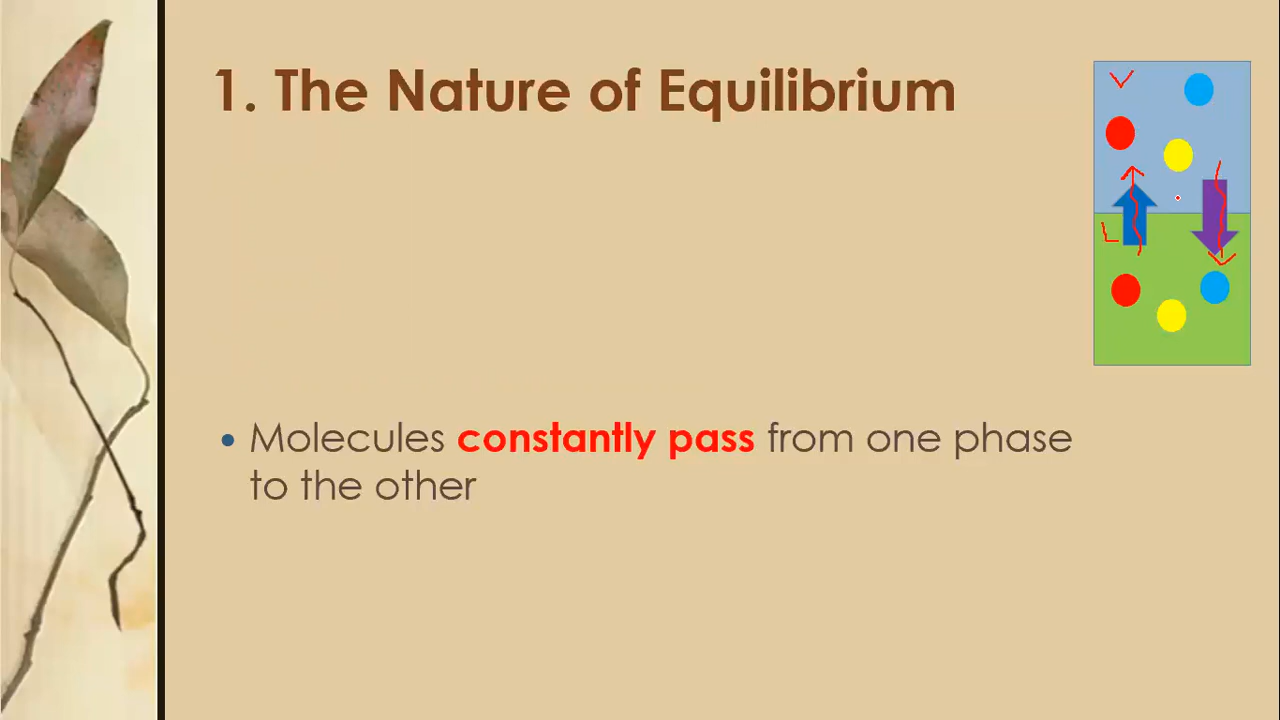 1. The Nature of Equilibrium
V
L
• Molecules constantly pass from one phase
to the other